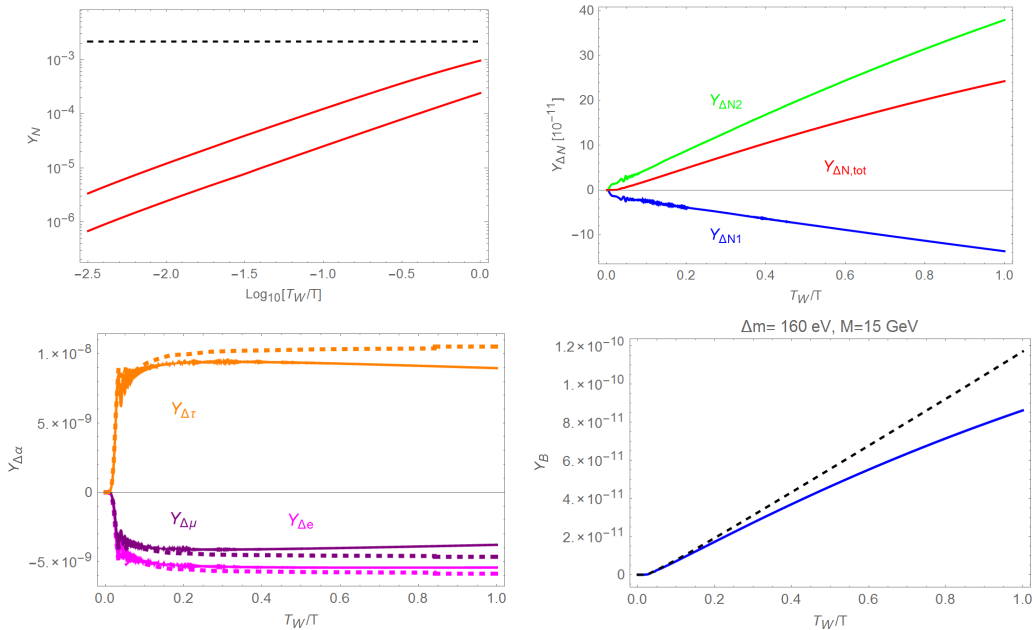 10⁻³
10⁻⁴
10⁻⁵
10⁻⁶
Y_N
−2.5 −2.0 −1.5 −1.0 −0.5 0.0
Log₁₀[T_W/T]
40
30
20
10
0
−10
Y_ΔN [10⁻¹¹]
Y_ΔN2
Y_ΔN,tot
Y_ΔN1
0.0 0.2 0.4 0.6 0.8 1.0
T_W/T
1.×10⁻⁸
5.×10⁻⁹
0
−5.×10⁻⁹
Y_Δα
Y_Δτ
Y_Δμ Y_Δe
0.0 0.2 0.4 0.6 0.8 1.0
T_W/T
Δm= 160 eV, M=15 GeV
1.2×10⁻¹⁰
1.×10⁻¹⁰
8.×10⁻¹¹
6.×10⁻¹¹
4.×10⁻¹¹
2.×10⁻¹¹
0
Y_B
0.0 0.2 0.4 0.6 0.8 1.0
T_W/T